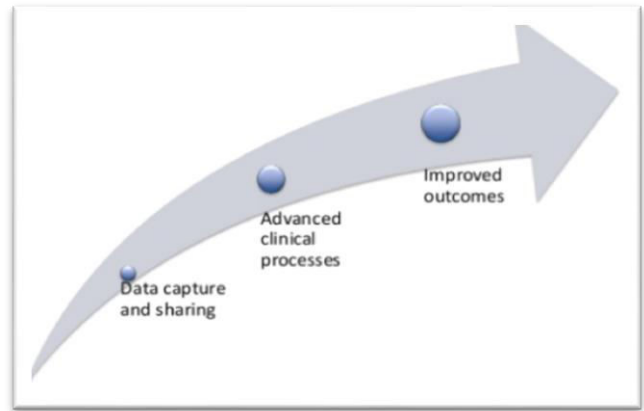 Improved
outcomes
Advanced
clinical
processes
Data capture
and sharing